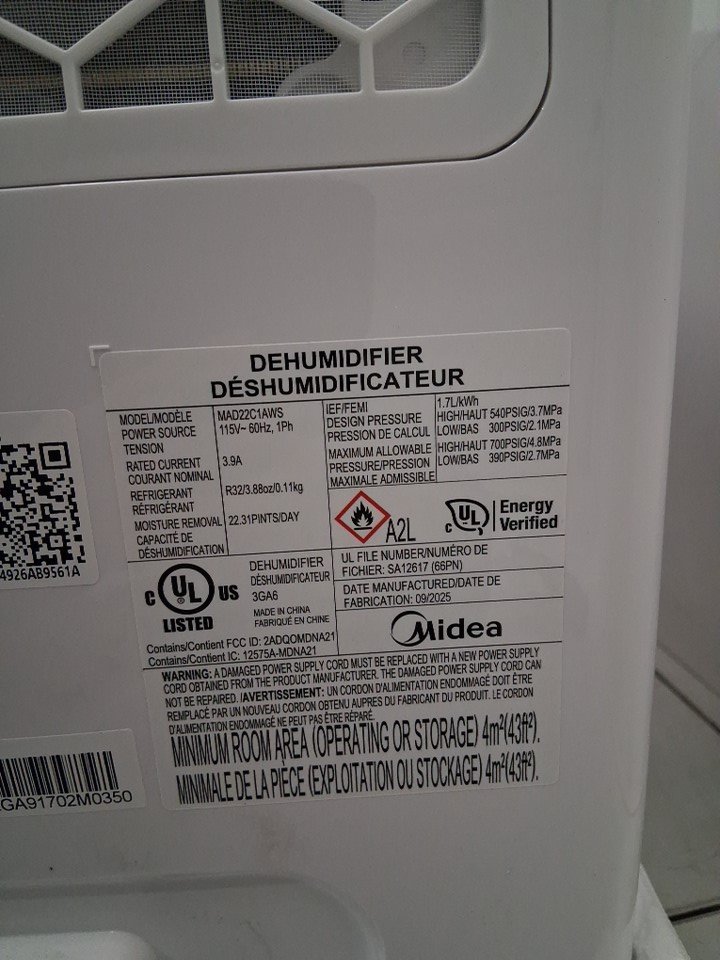 DEHUMIDIFIER
DÉSHUMIDIFICATEUR
MODEL/MODÈLE MAD22C1AWS
POWER SOURCE 115V~ 60Hz, 1Ph
TENSION
RATED CURRENT 3.9A
COURANT NOMINAL
REFRIGERANT R32/3.88oz/0.11kg
RÉFRIGÉRANT
MOISTURE REMOVAL 22.31PINTS/DAY
CAPACITÉ DE
DÉSHUMIDIFICATION
IEF/FEMI 1.7L/kWh
DESIGN PRESSURE HIGH/HAUT 540PSIG/3.7MPa
PRESSION DE CALCUL LOW/BAS 300PSIG/2.1MPa
MAXIMUM ALLOWABLE HIGH/HAUT 700PSIG/4.8MPa
PRESSURE/PRESSION LOW/BAS 390PSIG/2.7MPa
MAXIMALE ADMISSIBLE
A2L
c UL Energy
Verified
c UL US
LISTED
DEHUMIDIFIER
DÉSHUMIDIFICATEUR
3GA6
MADE IN CHINA
FABRIQUÉ EN CHINE
UL FILE NUMBER/NUMÉRO DE
FICHIER: SA12617 (66PN)
DATE MANUFACTURED/DATE DE
FABRICATION: 09/2025
Midea
Contains/Contient FCC ID: 2ADQOMDNA21
Contains/Contient IC: 12575A-MDNA21
WARNING: A DAMAGED POWER SUPPLY CORD MUST BE REPLACED WITH A NEW POWER SUPPLY
CORD OBTAINED FROM THE PRODUCT MANUFACTURER. THE DAMAGED POWER SUPPLY CORD MUST
NOT BE REPAIRED. /AVERTISSEMENT: UN CORDON D'ALIMENTATION ENDOMMAGÉ DOIT ÊTRE
REMPLACÉ PAR UN NOUVEAU CORDON OBTENU AUPRES DU FABRICANT DU PRODUIT. LE CORDON
D'ALIMENTATION ENDOMMAGÉ NE PEUT PAS ÊTRE RÉPARÉ.
MINIMUM ROOM AREA (OPERATING OR STORAGE) 4m²(43ft²).
MINIMALE DE LA PIÈCE (EXPLOITATION OU STOCKAGE) 4m²(43ft²).
4926AB9561A
GA91702M0350